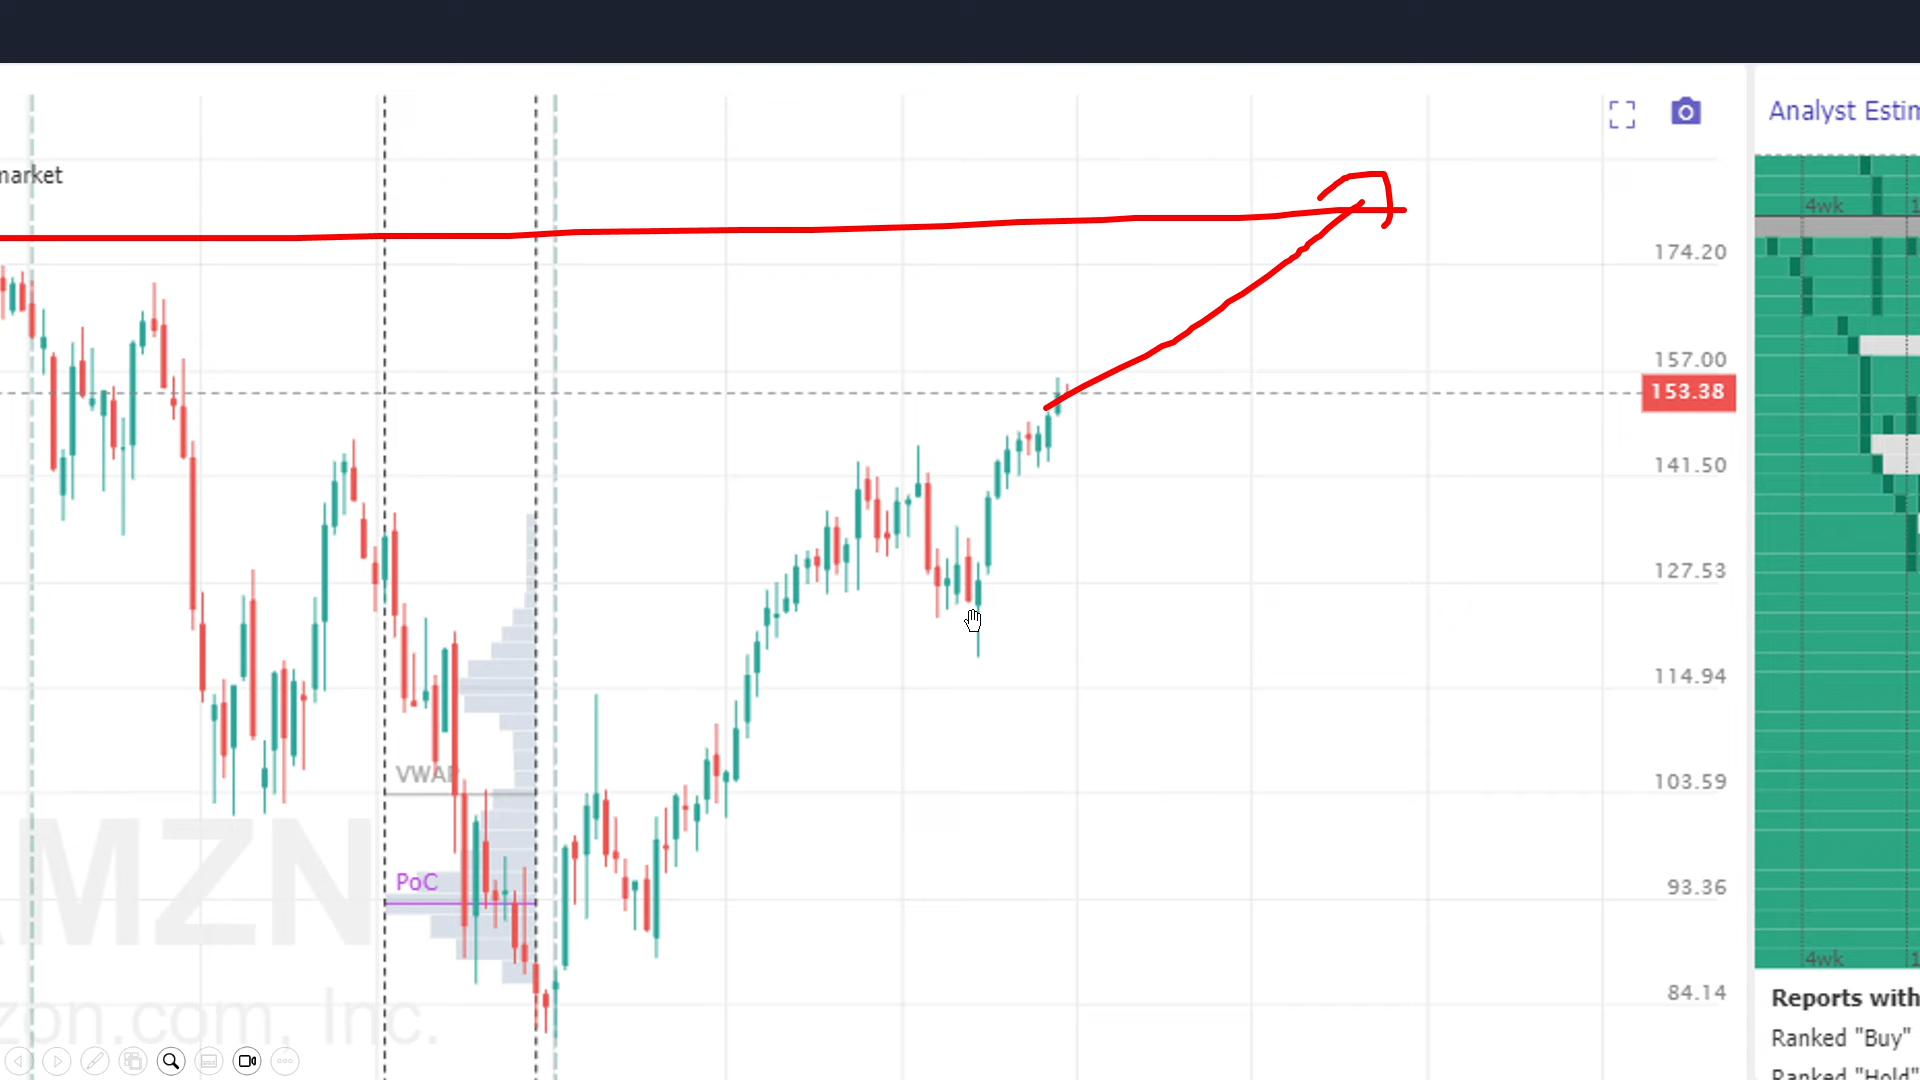 Analyst Estim
market
4wk
174.20
157.00
153.38
141.50
127.53
114.94
VWAP
103.59
PoC
93.36
MZN
4wk
84.14
zon.com, Inc.
Reports with
Ranked "Buy"
Ranked "Hold"